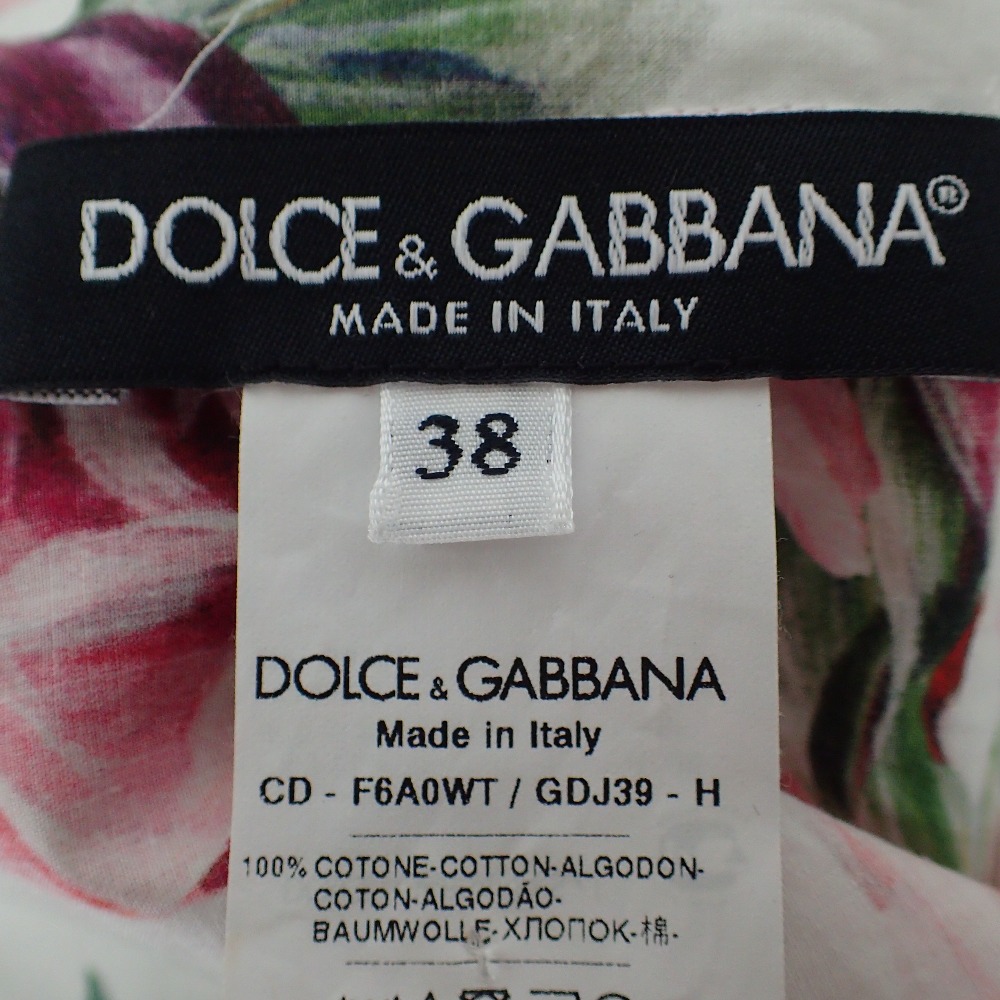 DOLCE & GABBANA®
MADE IN ITALY
38
DOLCE & GABBANA
Made in Italy
CD - F6A0WT / GDJ39 - H
100% COTONE-COTTON-ALGODON-
COTON-ALGODÃO-
BAUMWOLLE-ХЛОПОК-棉-